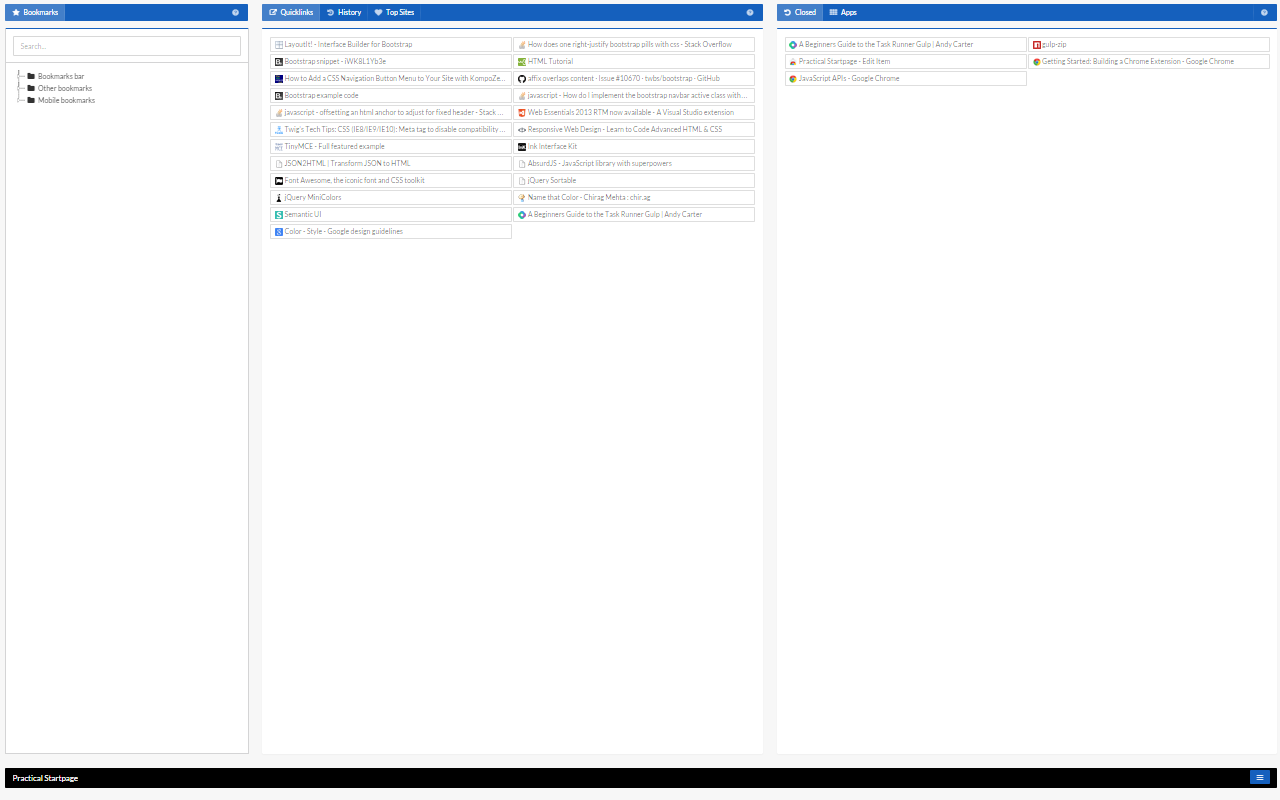 Bookmarks
Search...
Bookmarks bar
Other bookmarks
Mobile bookmarks
Quicklinks History Top Sites
LayoutIt! - Interface Builder for Bootstrap
How does one right-justify bootstrap pills with css - Stack Overflow
Bootstrap snippet - iWKBL1Yb3e
HTML Tutorial
How to Add a CSS Navigation Button Menu to Your Site with KompoZe...
affix overlaps content · Issue #10670 · twbs/bootstrap · GitHub
Bootstrap example code
javascript - How do I implement the bootstrap navbar active class with ...
javascript - offsetting an html anchor to adjust for fixed header - Stack ...
Web Essentials 2013 RTM now available - A Visual Studio extension
Twig's Tech Tips: CSS (IE8/IE9/IE10): Meta tag to disable compatibility ...
Responsive Web Design - Learn to Code Advanced HTML & CSS
TinyMCE - Full featured example
Ink Interface Kit
JSON2HTML | Transform JSON to HTML
AbsurdJS - JavaScript library with superpowers
Font Awesome, the iconic font and CSS toolkit
jQuery Sortable
jQuery MiniColors
Name that Color - Chirag Mehta : chir.ag
Semantic UI
A Beginners Guide to the Task Runner Gulp | Andy Carter
Color - Style - Google design guidelines
Closed Apps
A Beginners Guide to the Task Runner Gulp | Andy Carter
gulp-zip
Practical Startpage - Edit Item
Getting Started: Building a Chrome Extension - Google Chrome
JavaScript APIs - Google Chrome
Practical Startpage